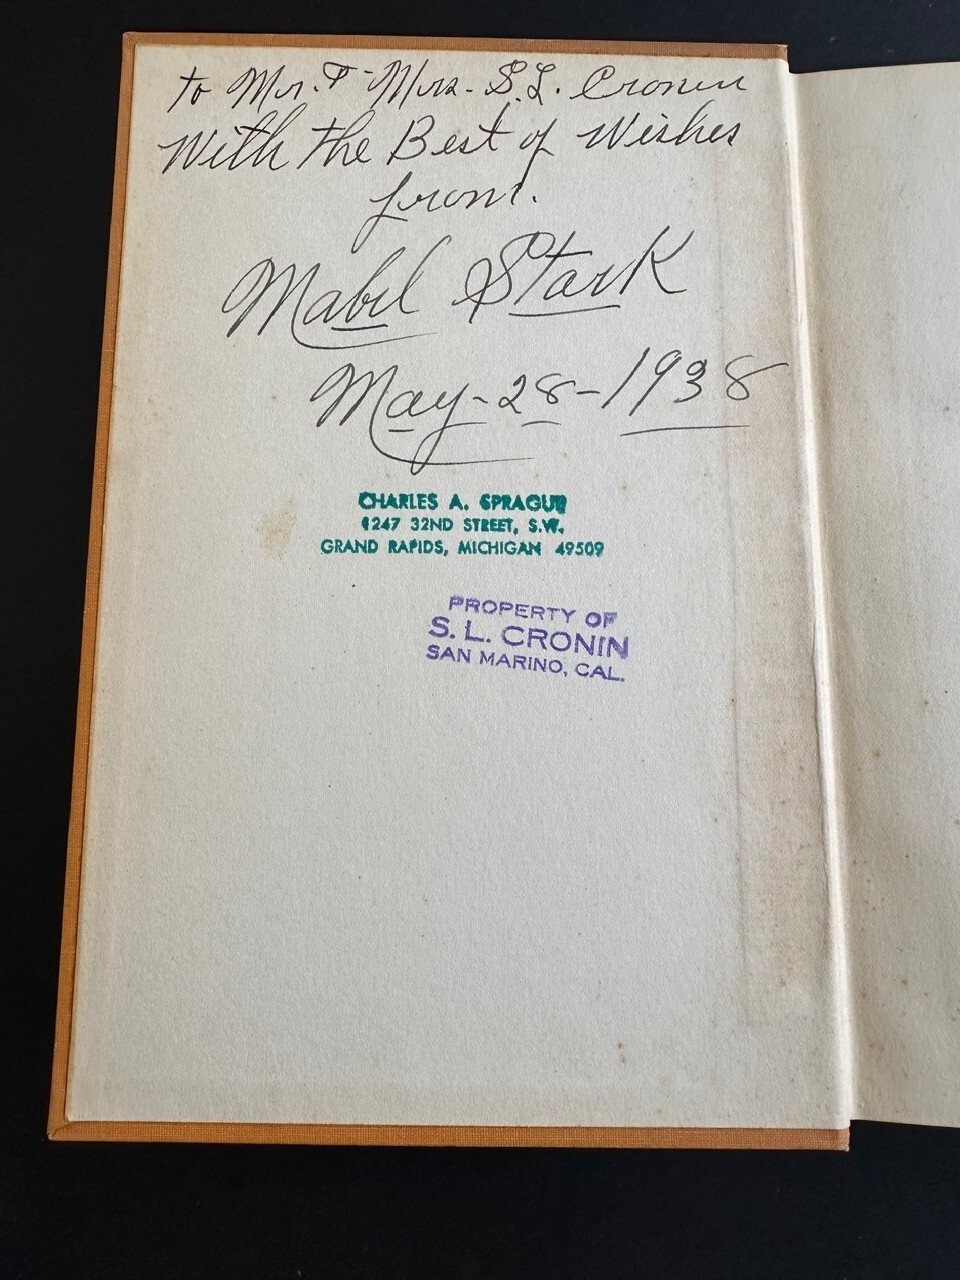 to Mr. & Mrs. S. L. Cronin
With the Best of Wishes
from.
Mabel Stark
May-28-1938
CHARLES A. SPRAGUE
1247 32ND STREET, S.W.
GRAND RAPIDS, MICHIGAN 49509
PROPERTY OF
S. L. CRONIN
SAN MARINO, CAL.